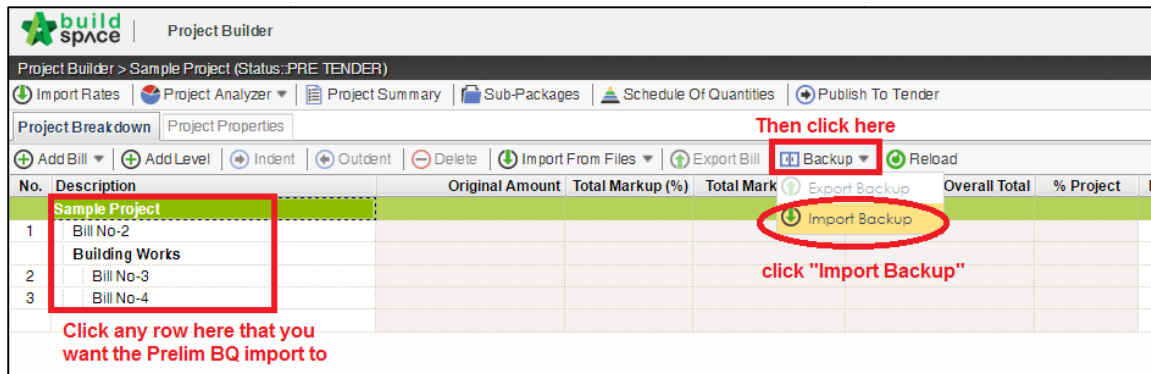 build
space
Project Builder
Project Builder > Sample Project (Status::PRE TENDER)
Import Rates Project Analyzer Project Summary Sub-Packages Schedule Of Quantities Publish To Tender
Project Breakdown Project Properties
Then click here
Add Bill Add Level Indent Outdent Delete Import From Files Export Bill Backup Reload
No. Description Original Amount Total Markup (%) Total Mark Overall Total % Project
Export Backup
Sample Project
Import Backup
1 Bill No-2
Building Works
2 Bill No-3
click "Import Backup"
3 Bill No-4
Click any row here that you
want the Prelim BQ import to